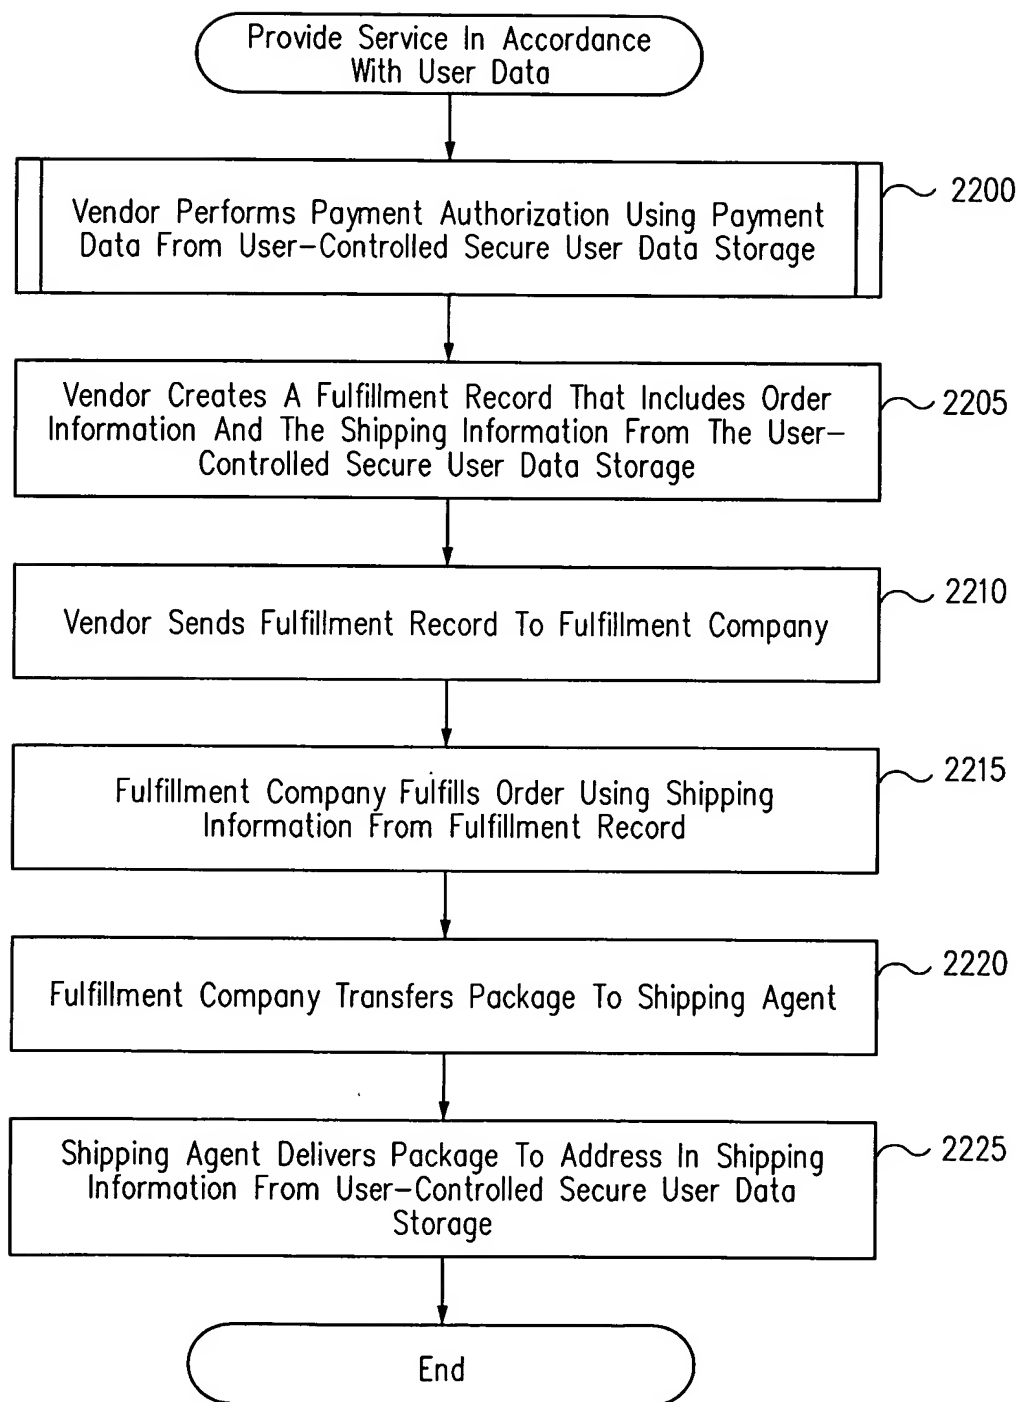 Provide Service In Accordance
With User Data
Vendor Performs Payment Authorization Using Payment
Data From User-Controlled Secure User Data Storage
2200
Vendor Creates A Fulfillment Record That Includes Order
Information And The Shipping Information From The User-
Controlled Secure User Data Storage
2205
Vendor Sends Fulfillment Record To Fulfillment Company
2210
Fulfillment Company Fulfills Order Using Shipping
Information From Fulfillment Record
2215
Fulfillment Company Transfers Package To Shipping Agent
2220
Shipping Agent Delivers Package To Address In Shipping
Information From User-Controlled Secure User Data
Storage
2225
End